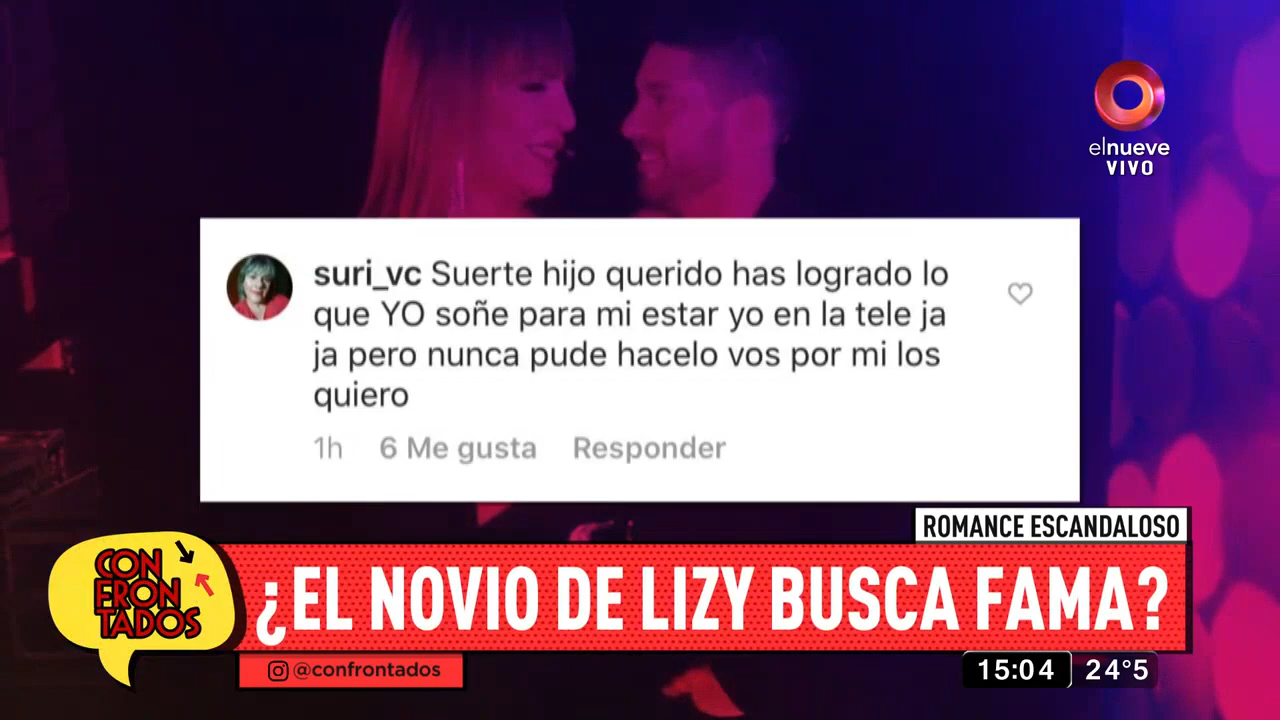 elnueve
VIVO
suri_vc Suerte hijo querido has logrado lo
que YO soñe para mi estar yo en la tele ja
ja pero nunca pude hacelo vos por mi los
quiero
1h 6 Me gusta Responder
ROMANCE ESCANDALOSO
CON
FRON
TADOS
¿EL NOVIO DE LIZY BUSCA FAMA?
@confrontados
15:04 24°5